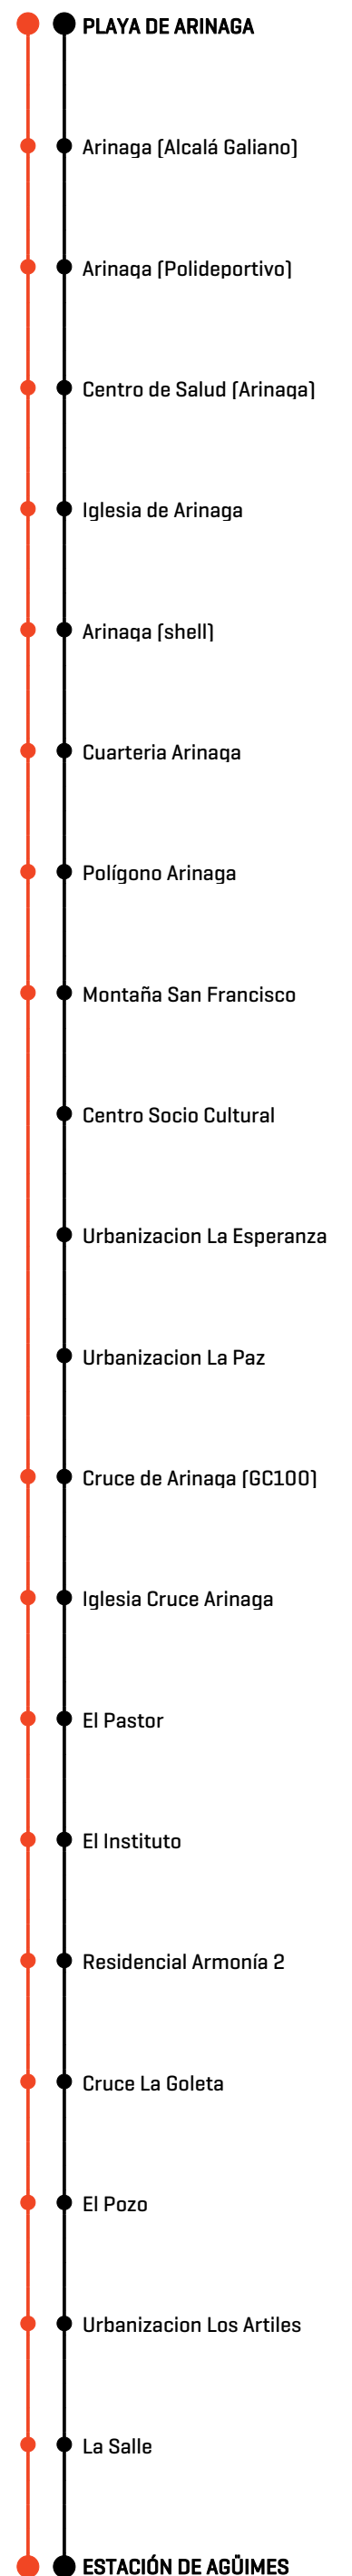 PLAYA DE ARINAGA
Arinaga (Alcalá Galiano)
Arinaga (Polideportivo)
Centro de Salud (Arinaga)
Iglesia de Arinaga
Arinaga (shell)
Cuarteria Arinaga
Polígono Arinaga
Montaña San Francisco
Centro Socio Cultural
Urbanizacion La Esperanza
Urbanizacion La Paz
Cruce de Arinaga (GC100)
Iglesia Cruce Arinaga
El Pastor
El Instituto
Residencial Armonía 2
Cruce La Goleta
El Pozo
Urbanizacion Los Artiles
La Salle
ESTACIÓN DE AGÜIMES